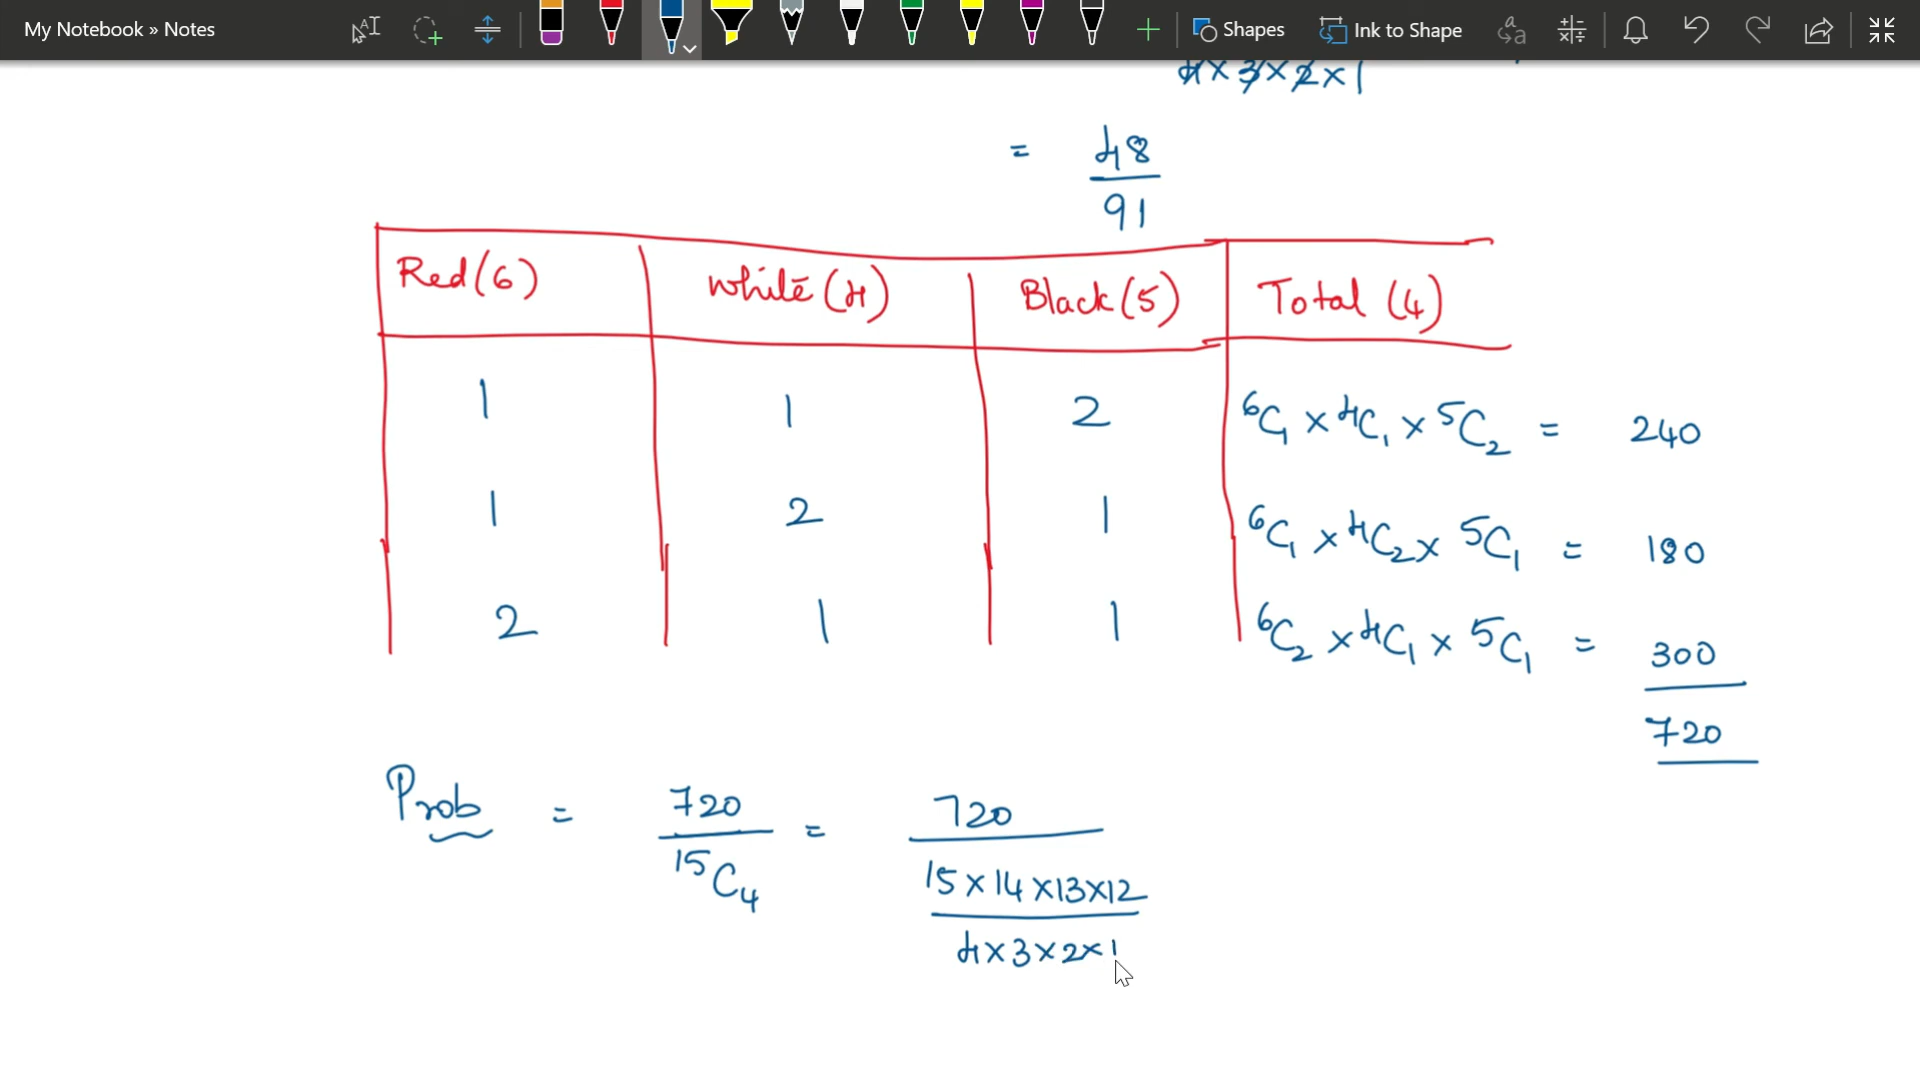 My Notebook » Notes
Shapes
Ink to Shape
4 × 3 × 2 × 1
= 48/91
Red (6) White (4) Black (5) Total (4)
1 1 2 ⁶C₁ × ⁴C₁ × ⁵C₂ = 240
1 2 1 ⁶C₁ × ⁴C₂ × ⁵C₁ = 180
2 1 1 ⁶C₂ × ⁴C₁ × ⁵C₁ = 300
720
Prob = 720 / ¹⁵C₄ = 720
15 × 14 × 13 × 12
4 × 3 × 2 × 1